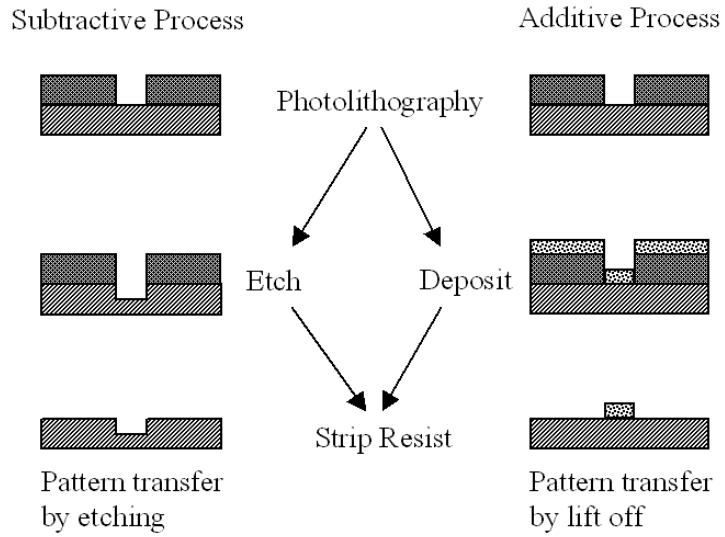 Subtractive Process
Additive Process
Photolithography
Etch
Deposit
Strip Resist
Pattern transfer
by etching
Pattern transfer
by lift off